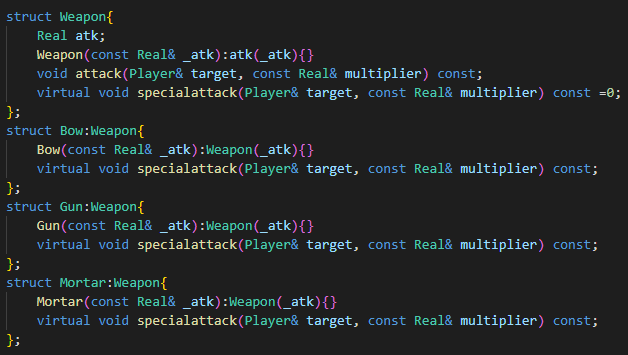 struct Weapon{
    Real atk;
    Weapon(const Real& _atk):atk(_atk){}
    void attack(Player& target, const Real& multiplier) const;
    virtual void specialattack(Player& target, const Real& multiplier) const =0;
};
struct Bow:Weapon{
    Bow(const Real& _atk):Weapon(_atk){}
    virtual void specialattack(Player& target, const Real& multiplier) const;
};
struct Gun:Weapon{
    Gun(const Real& _atk):Weapon(_atk){}
    virtual void specialattack(Player& target, const Real& multiplier) const;
};
struct Mortar:Weapon{
    Mortar(const Real& _atk):Weapon(_atk){}
    virtual void specialattack(Player& target, const Real& multiplier) const;
};